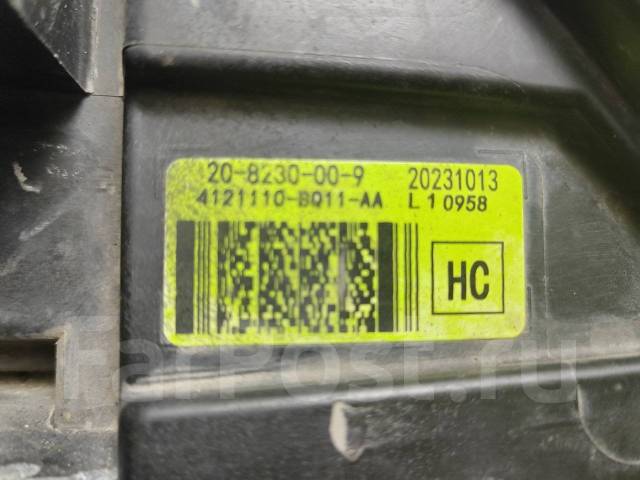 20-8230-00-9 20231013
4121110-BQ11-AA L 1 0958
HC
FarPost.ru